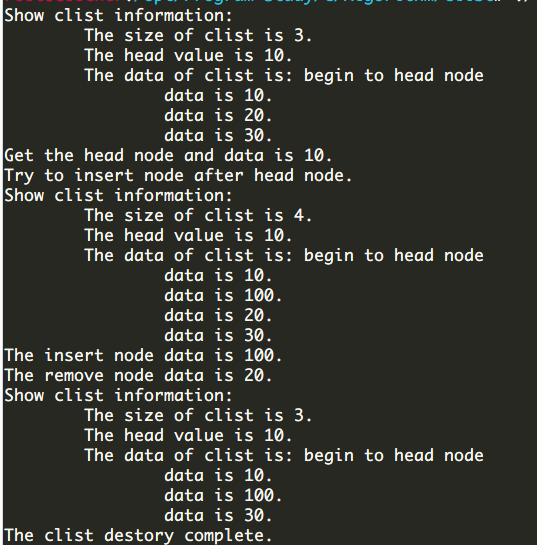 Show clist information:
The size of clist is 3.
The head value is 10.
The data of clist is: begin to head node
data is 10.
data is 20.
data is 30.
Get the head node and data is 10.
Try to insert node after head node.
Show clist information:
The size of clist is 4.
The head value is 10.
The data of clist is: begin to head node
data is 10.
data is 100.
data is 20.
data is 30.
The insert node data is 100.
The remove node data is 20.
Show clist information:
The size of clist is 3.
The head value is 10.
The data of clist is: begin to head node
data is 10.
data is 100.
data is 30.
The clist destory complete.